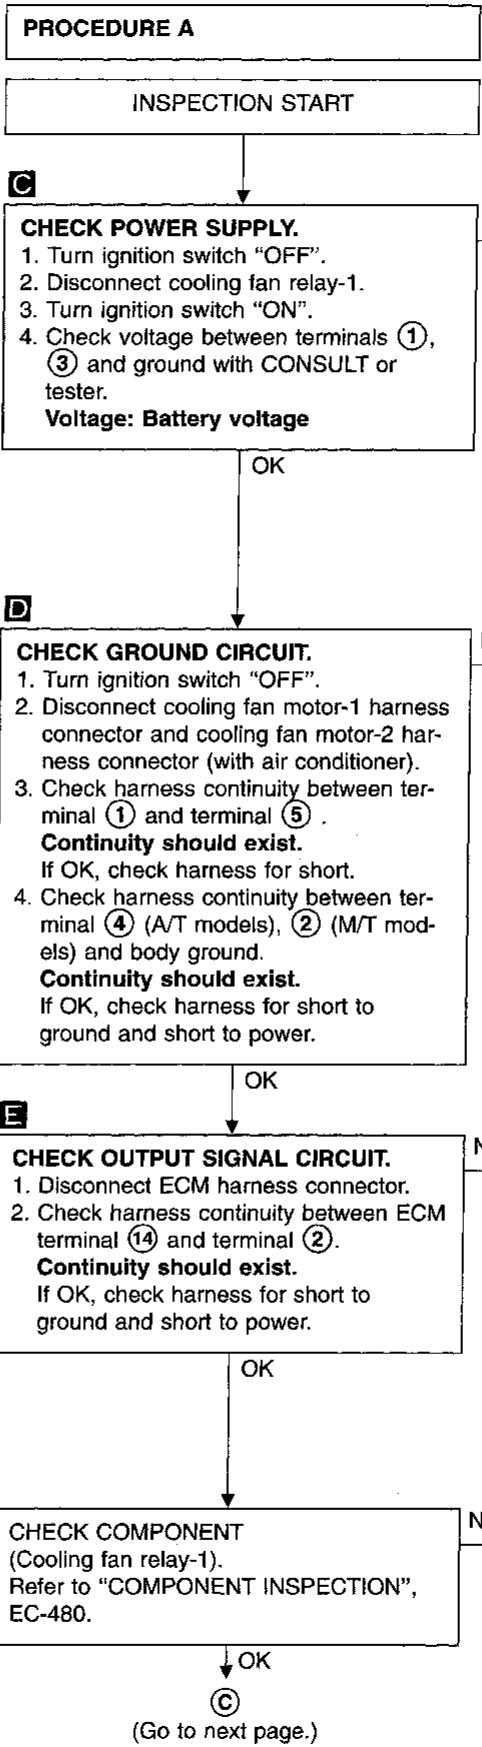 PROCEDURE A
INSPECTION START
C
CHECK POWER SUPPLY.
1. Turn ignition switch “OFF”.
2. Disconnect cooling fan relay-1.
3. Turn ignition switch “ON”.
4. Check voltage between terminals ①,
③ and ground with CONSULT or
tester.
Voltage: Battery voltage
OK
D
CHECK GROUND CIRCUIT.
1. Turn ignition switch “OFF”.
2. Disconnect cooling fan motor-1 harness
connector and cooling fan motor-2 har-
ness connector (with air conditioner).
3. Check harness continuity between ter-
minal ① and terminal ⑤ .
Continuity should exist.
If OK, check harness for short.
4. Check harness continuity between ter-
minal ④ (A/T models), ② (M/T mod-
els) and body ground.
Continuity should exist.
If OK, check harness for short to
ground and short to power.
OK
E
CHECK OUTPUT SIGNAL CIRCUIT.
1. Disconnect ECM harness connector.
2. Check harness continuity between ECM
terminal ⑭ and terminal ②.
Continuity should exist.
If OK, check harness for short to
ground and short to power.
OK
CHECK COMPONENT
(Cooling fan relay-1).
Refer to “COMPONENT INSPECTION”,
EC-480.
OK
Ⓒ
(Go to next page.)